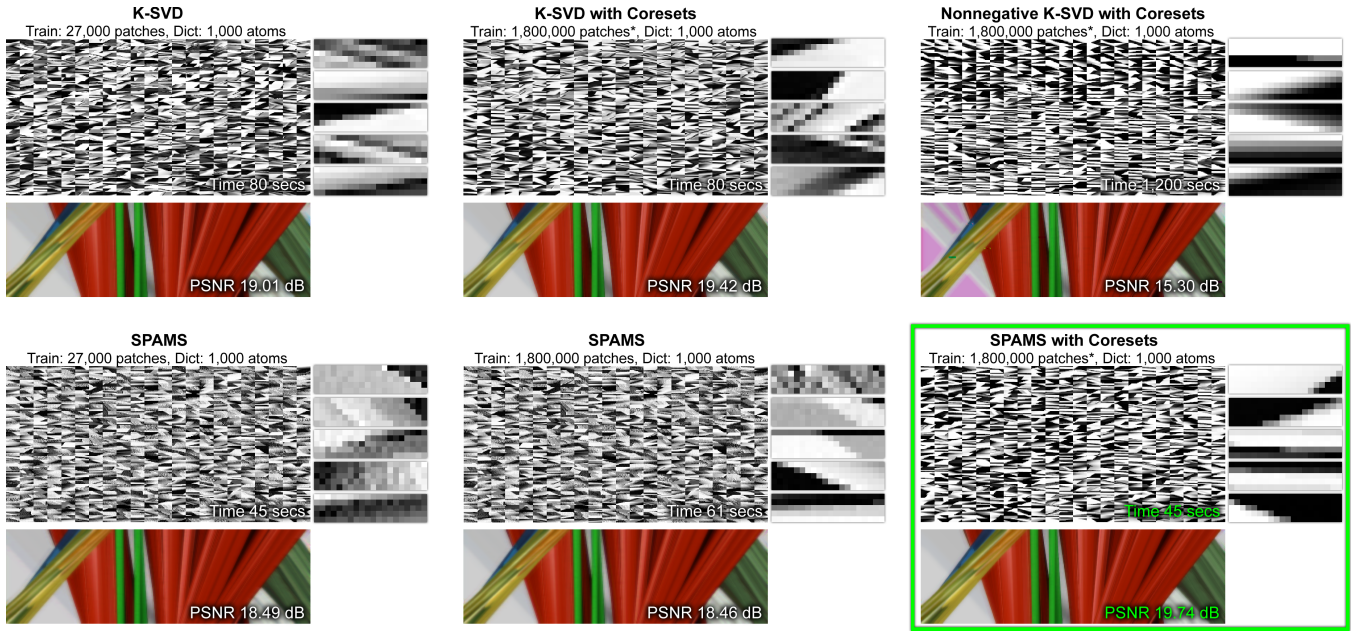 K-SVD
Train: 27,000 patches, Dict: 1,000 atoms
Time 80 secs
PSNR 19.01 dB
K-SVD with Coresets
Train: 1,800,000 patches*, Dict: 1,000 atoms
Time 80 secs
PSNR 19.42 dB
Nonnegative K-SVD with Coresets
Train: 1,800,000 patches*, Dict: 1,000 atoms
Time 1,200 secs
PSNR 15.30 dB
SPAMS
Train: 27,000 patches, Dict: 1,000 atoms
Time 45 secs
PSNR 18.49 dB
SPAMS
Train: 1,800,000 patches, Dict: 1,000 atoms
Time 61 secs
PSNR 18.46 dB
SPAMS with Coresets
Train: 1,800,000 patches*, Dict: 1,000 atoms
Time 45 secs
PSNR 19.74 dB